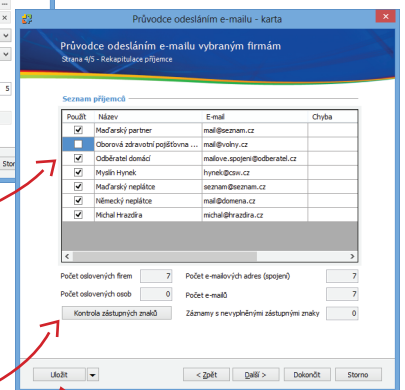 Průvodce odesláním e-mailu - karta
Průvodce odesláním e-mailu vybraným firmám
Strana 4/5 - Rekapitulace příjemce
5
Seznam příjemců
Použít Název E-mail Chyba
Maďarský partner mail@seznam.cz
Oborová zdravotní pojišťovna ... mail@volny.cz
Odběratel domácí mailove.spojeni@odberatel.cz
Myslín Hynek hynek@csw.cz
Maďarský neplátce seznam@seznam.cz
Německý neplátce mail@domena.cz
Michal Hrazdíra michal@hrazdira.cz
Stor
Počet oslovených firem 7 Počet e-mailových adres (spojení) 7
Počet oslovených osob 0 Počet e-mailů 7
Kontrola zástupných znaků Záznamy s nevyplněnými zástupnými znaky 0
Uložit < Zpět Další > Dokončit Storno